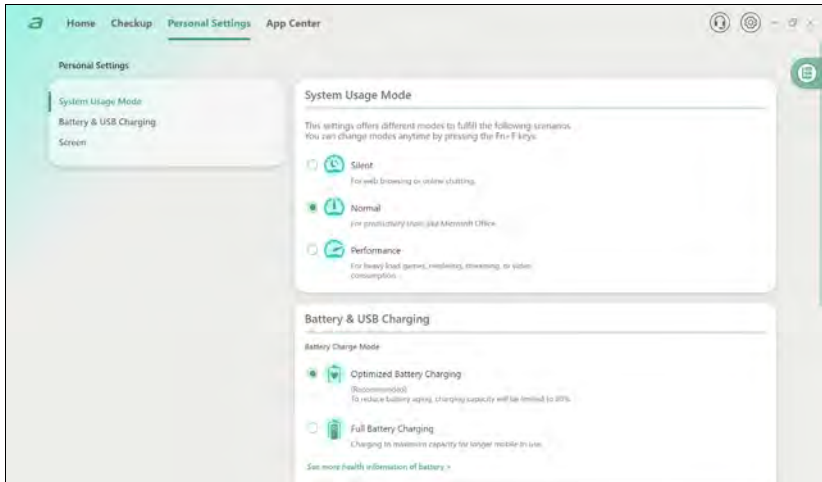 Home Checkup Personal Settings App Center
Personal Settings
System Usage Mode
Battery & USB Charging
Screen
System Usage Mode
This settings offers different modes to fulfill the following scenarios.
You can change modes anytime by pressing the Fn+F keys.
Silent
For web browsing or online chatting.
Normal
For productivity tools like Microsoft Office.
Performance
For heavy load games, rendering, streaming, or video
consumption.
Battery & USB Charging
Battery Charge Mode
Optimized Battery Charging
(Recommended)
To reduce battery aging, charging capacity will be limited to 80%.
Full Battery Charging
Charging to maximum capacity for longer mobile in use.
See more health information of battery >